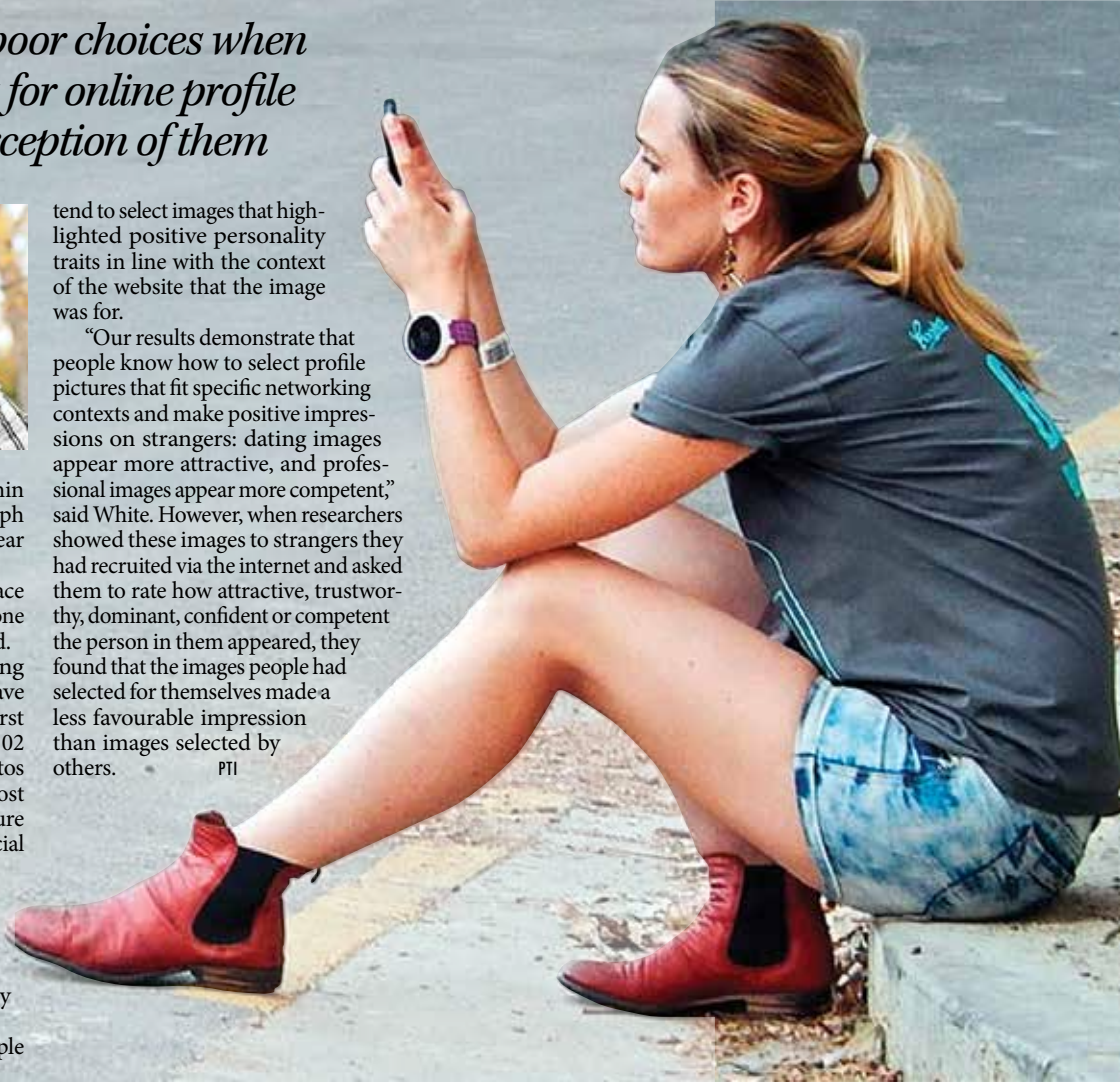 poor choices when
for online profile
of them
hin
ph
ear
ace
one
d.
ng
ave
rst
02
tos
ost
ure
cial
y
ple
tend to select images that high-
lighted positive personality
traits in line with the context
of the website that the image
was for.
“Our results demonstrate that
people know how to select profile
pictures that fit specific networking
contexts and make positive impres-
sions on strangers: dating images
appear more attractive, and profes-
sional images appear more competent,”
said White. However, when researchers
showed these images to strangers they
had recruited via the internet and asked
them to rate how attractive, trustwor-
thy, dominant, confident or competent
the person in them appeared, they
found that the images people had
selected for themselves made a
less favourable impression
than images selected by
others. PTI